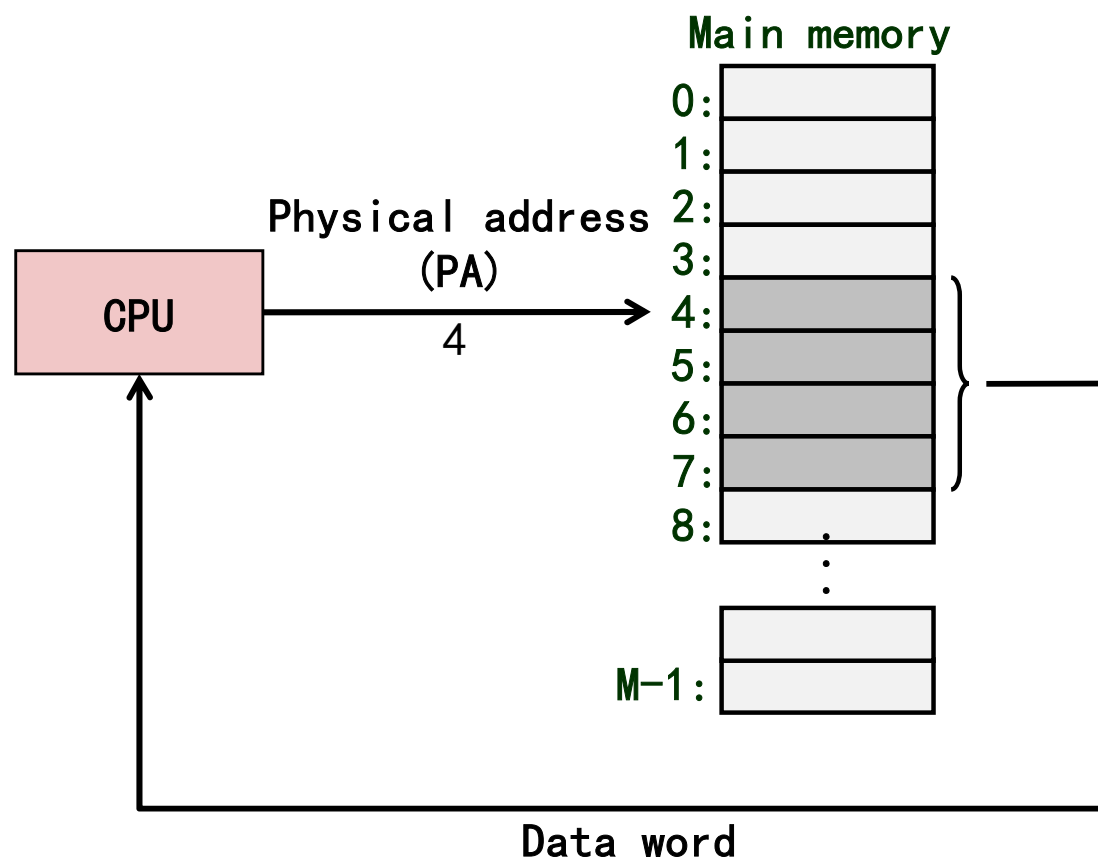 Main memory
0:
1:
2:
3:
4:
5:
6:
7:
8:
M-1:
Physical address
(PA)
4
CPU
Data word